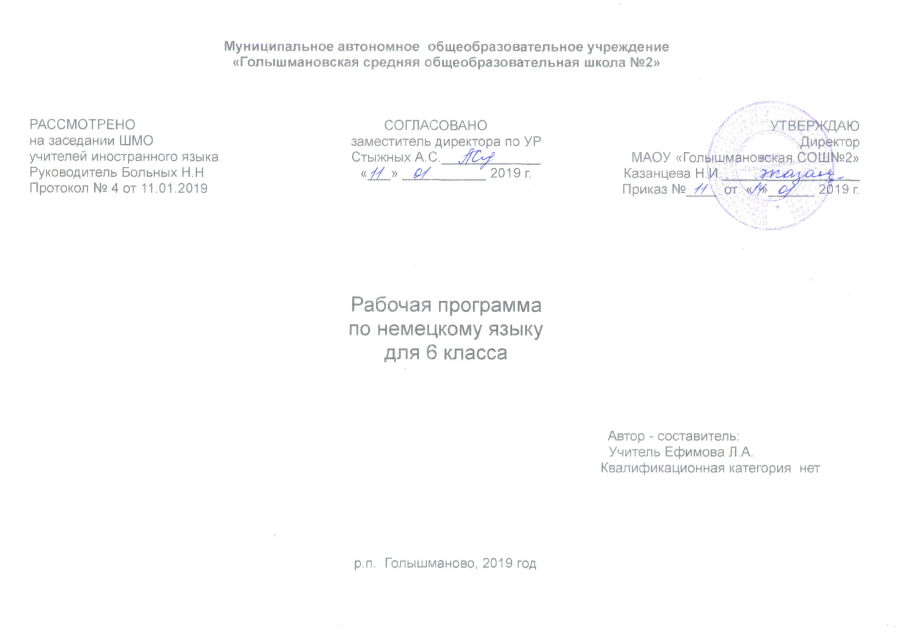 Муниципальное автономное общеобразовательное учреждение
«Голышмановская средняя общеобразовательная школа №2»
РАССМОТРЕНО
на заседании ШМО
учителей иностранного языка
Руководитель Больных Н.Н
Протокол № 4 от 11.01.2019
СОГЛАСОВАНО
заместитель директора по УР
Стыжных А.С.
«11» 01 2019 г.
УТВЕРЖДАЮ
Директор
МАОУ «Голышмановская СОШ№2»
Казанцева Н.И.
Приказ № 11 от «14» 01 2019 г.
Рабочая программа
по немецкому языку
для 6 класса
Автор - составитель:
Учитель Ефимова Л.А.
Квалификационная категория нет
р.п. Голышманово, 2019 год